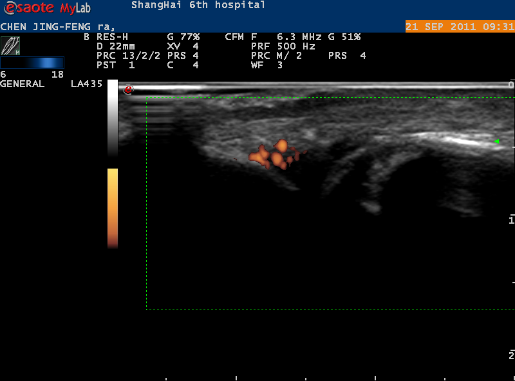 esaote MyLab
ShangHai 6th hospital
CHEN JING-FENG ra,
21 SEP 2011 09:31
B RES-H G 77% CFM F 6.3 MHz G 51%
D 22mm XV 4 PRF 500 Hz
PRC 13/2/2 PRS 4 PRC M/ 2 PRS 4
PST 1 C 4 WF 3
6 18
GENERAL LA435
0
1
2